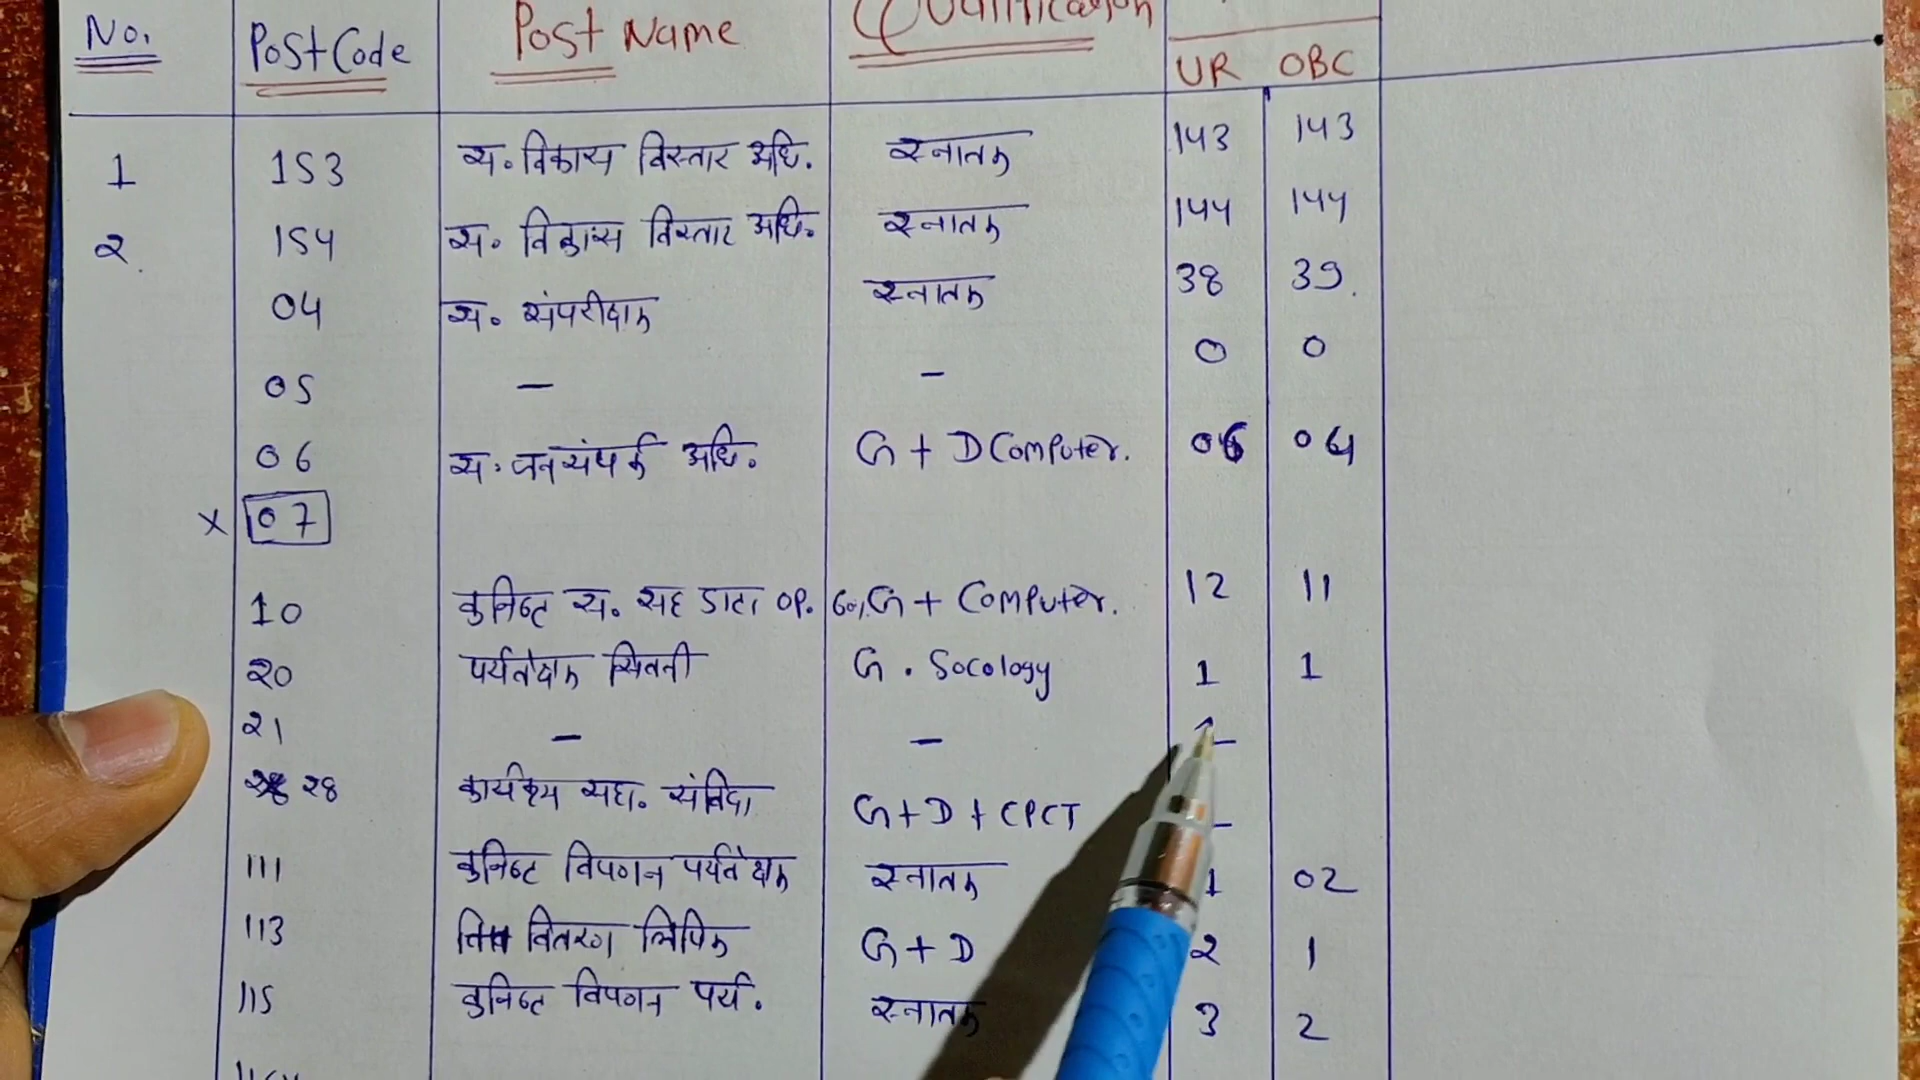 No. Post Code Post Name Qualification
UR OBC
1 153 स. विकास विस्तार अधि. स्नातक 143 143
2 154 स. विकास विस्तार अधि. स्नातक 144 144
04 स. संपरीक्षक स्नातक 38 39.
05 – – 0 0
06 स. जनसंपर्क अधि. G + D Computer. 06 04
x 07
10 कनिष्ट स. सह डाटा OP. G + Computer. 12 11
20 पर्यवेक्षक सिवनी G . Socology 1 1
21 – – –
28 कार्यक्रम सहा. संविदा G + D + CPCT –
111 कनिष्ट विपणन पर्यवेक्षक स्नातक 1 02
113 वितरण लिपिक G + D 2 1
115 कनिष्ट विपणन पर्य. स्नातक 3 2